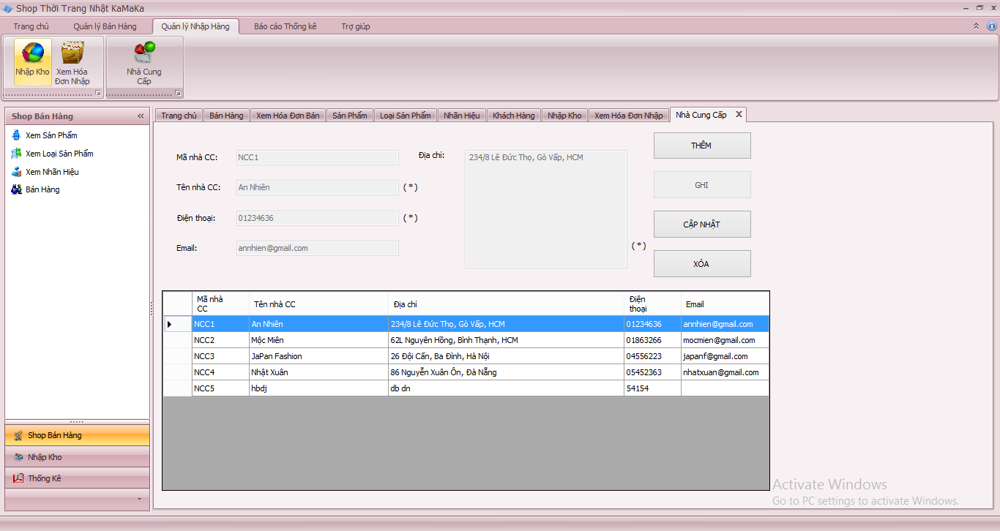 Shop Thời Trang Nhật KaMaKa
Trang chủ Quản lý Bán Hàng Quản lý Nhập Hàng Báo cáo Thống kê Trợ giúp
Nhập Kho Xem Hóa Đơn Nhập Nhà Cung Cấp
Shop Bán Hàng
Xem Sản Phẩm
Xem Loại Sản Phẩm
Xem Nhãn Hiệu
Bán Hàng
Shop Bán Hàng
Nhập Kho
Thống Kê
Trang chủ Bán Hàng Xem Hóa Đơn Bán Sản Phẩm Loại Sản Phẩm Nhãn Hiệu Khách Hàng Nhập Kho Xem Hóa Đơn Nhập Nhà Cung Cấp X
Mã nhà CC: NCC1
Tên nhà CC: An Nhiên (*)
Điện thoại: 01234636 (*)
Email: annhien@gmail.com
Địa chỉ: 234/8 Lê Đức Thọ, Gò Vấp, HCM (*)
THÊM
GHI
CẬP NHẬT
XÓA
Mã nhà CC Tên nhà CC Địa chỉ Điện thoại Email
NCC1 An Nhiên 234/8 Lê Đức Thọ, Gò Vấp, HCM 01234636 annhien@gmail.com
NCC2 Mộc Miên 62L Nguyên Hồng, Bình Thạnh, HCM 01863266 mocmien@gmail.com
NCC3 JaPan Fashion 26 Đội Cấn, Ba Đình, Hà Nội 04556223 japanf@gmail.com
NCC4 Nhật Xuân 86 Nguyễn Xuân Ôn, Đà Nẵng 05452363 nhatxuan@gmail.com
NCC5 hbdj db dn 54154
Activate Windows
Go to PC settings to activate Windows.